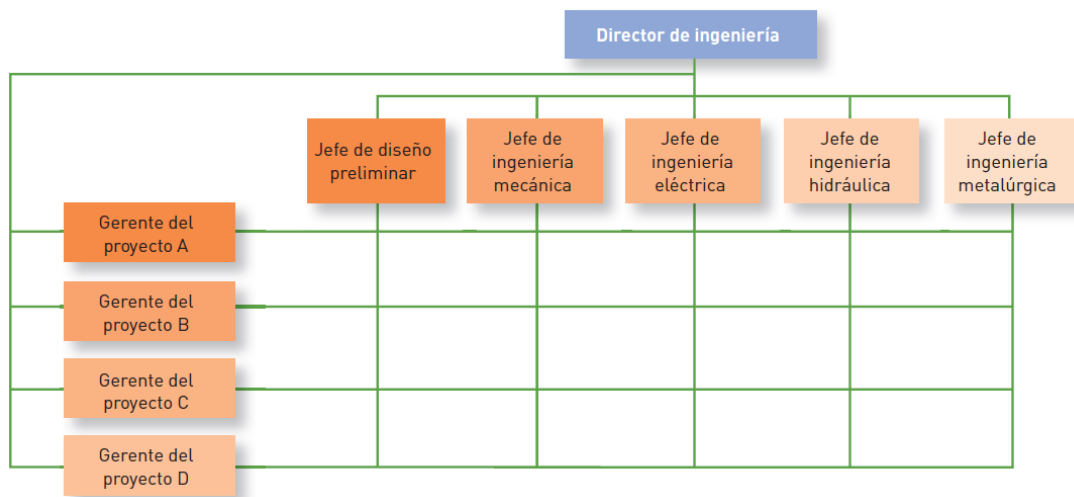 Director de ingeniería
Jefe de diseño
preliminar
Jefe de
ingeniería
mecánica
Jefe de
ingeniería
eléctrica
Jefe de
ingeniería
hidráulica
Jefe de
ingeniería
metalúrgica
Gerente del
proyecto A
Gerente del
proyecto B
Gerente del
proyecto C
Gerente del
proyecto D